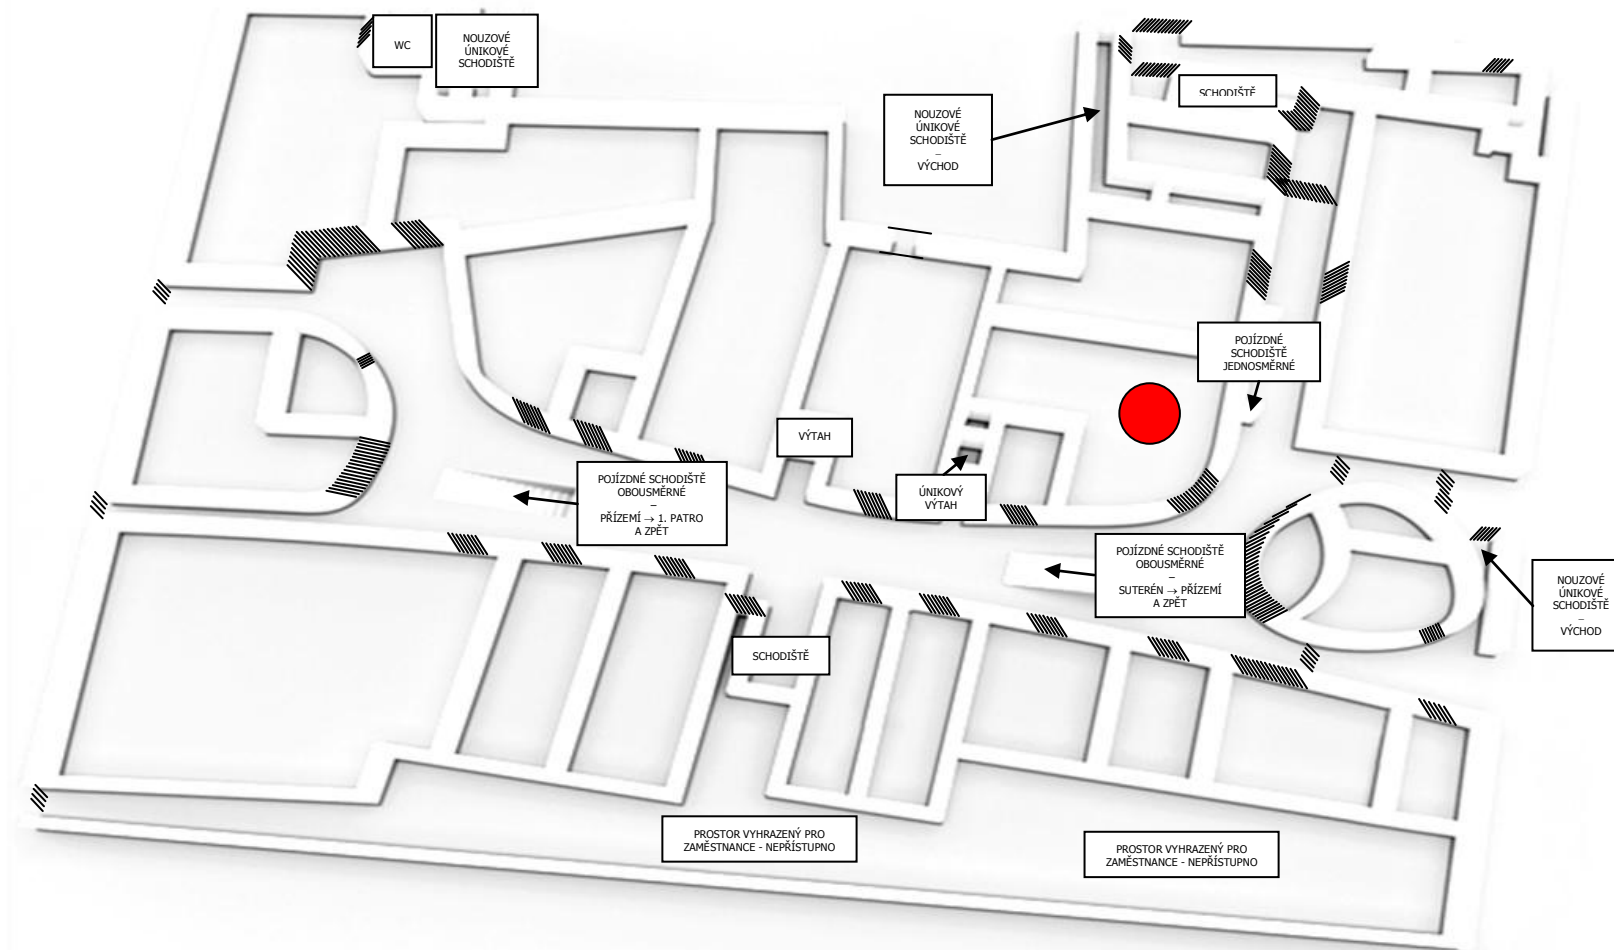 WC
NOUZOVÉ
ÚNIKOVÉ
SCHODIŠTĚ
SCHODIŠTĚ
NOUZOVÉ
ÚNIKOVÉ
SCHODIŠTĚ
–
VÝCHOD
POJÍZDNÉ
SCHODIŠTĚ
JEDNOSMĚRNÉ
VÝTAH
POJÍZDNÉ SCHODIŠTĚ
OBOUSMĚRNÉ
–
PŘÍZEMÍ → 1. PATRO
A ZPĚT
ÚNIKOVÝ
VÝTAH
POJÍZDNÉ SCHODIŠTĚ
OBOUSMĚRNÉ
–
SUTERÉN → PŘÍZEMÍ
A ZPĚT
NOUZOVÉ
ÚNIKOVÉ
SCHODIŠTĚ
–
VÝCHOD
SCHODIŠTĚ
PROSTOR VYHRAZENÝ PRO
ZAMĚSTNANCE - NEPŘÍSTUPNO
PROSTOR VYHRAZENÝ PRO
ZAMĚSTNANCE - NEPŘÍSTUPNO